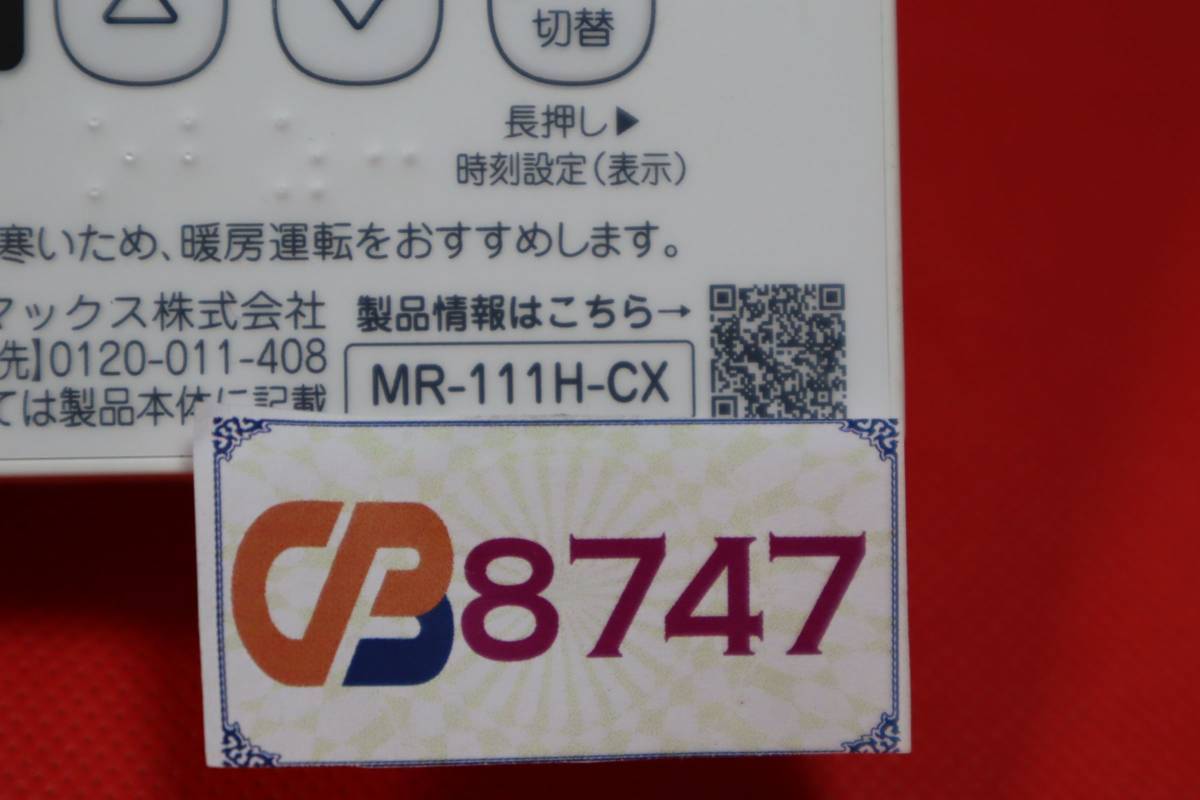 切替
長押し▶
時刻設定(表示)
寒いため、暖房運転をおすすめします。
マックス株式会社
製品情報はこちら→
先】0120-011-408
MR-111H-CX
ては製品本体に記載
CB 8747